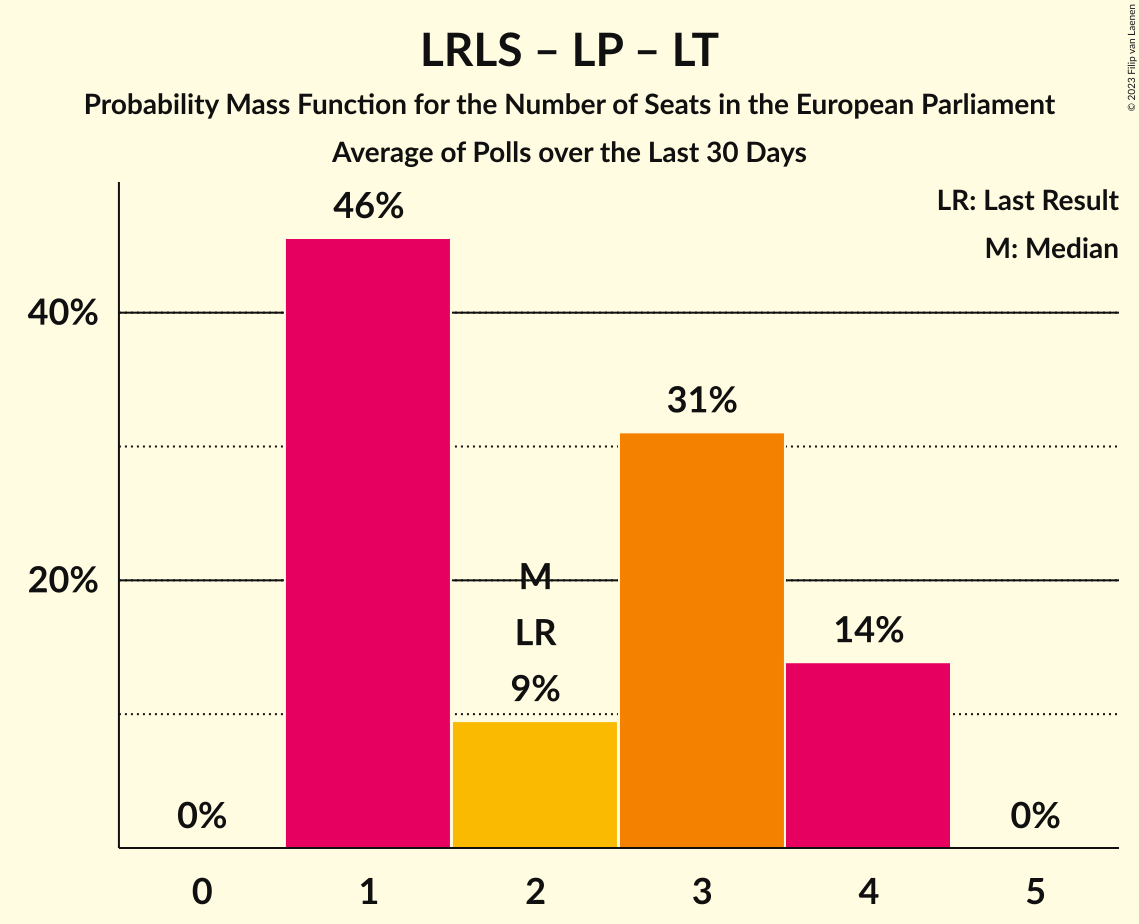 LRLS – LP – LT
Probability Mass Function for the Number of Seats in the European Parliament
Average of Polls over the Last 30 Days
© 2023 Filip van Laenen
LR: Last Result
M: Median
46%
40%
31%
20%
M
LR
9%
14%
0%
0%
0 1 2 3 4 5